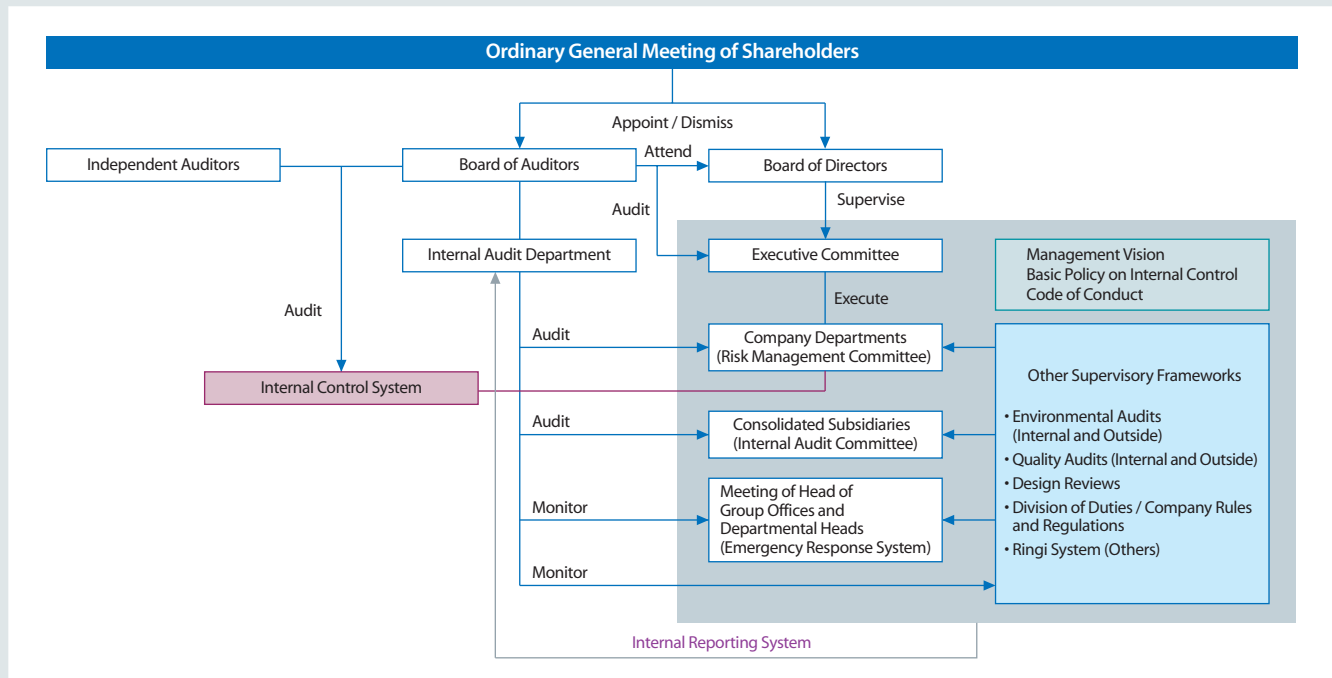 Ordinary General Meeting of Shareholders
Appoint / Dismiss
Independent Auditors
Board of Auditors
Attend
Board of Directors
Audit
Supervise
Internal Audit Department
Executive Committee
Management Vision
Basic Policy on Internal Control
Code of Conduct
Audit
Execute
Audit
Company Departments
(Risk Management Committee)
Internal Control System
Other Supervisory Frameworks
• Environmental Audits
(Internal and Outside)
• Quality Audits (Internal and Outside)
• Design Reviews
• Division of Duties / Company Rules
and Regulations
• Ringi System (Others)
Audit
Consolidated Subsidiaries
(Internal Audit Committee)
Monitor
Meeting of Head of
Group Offices and
Departmental Heads
(Emergency Response System)
Monitor
Internal Reporting System